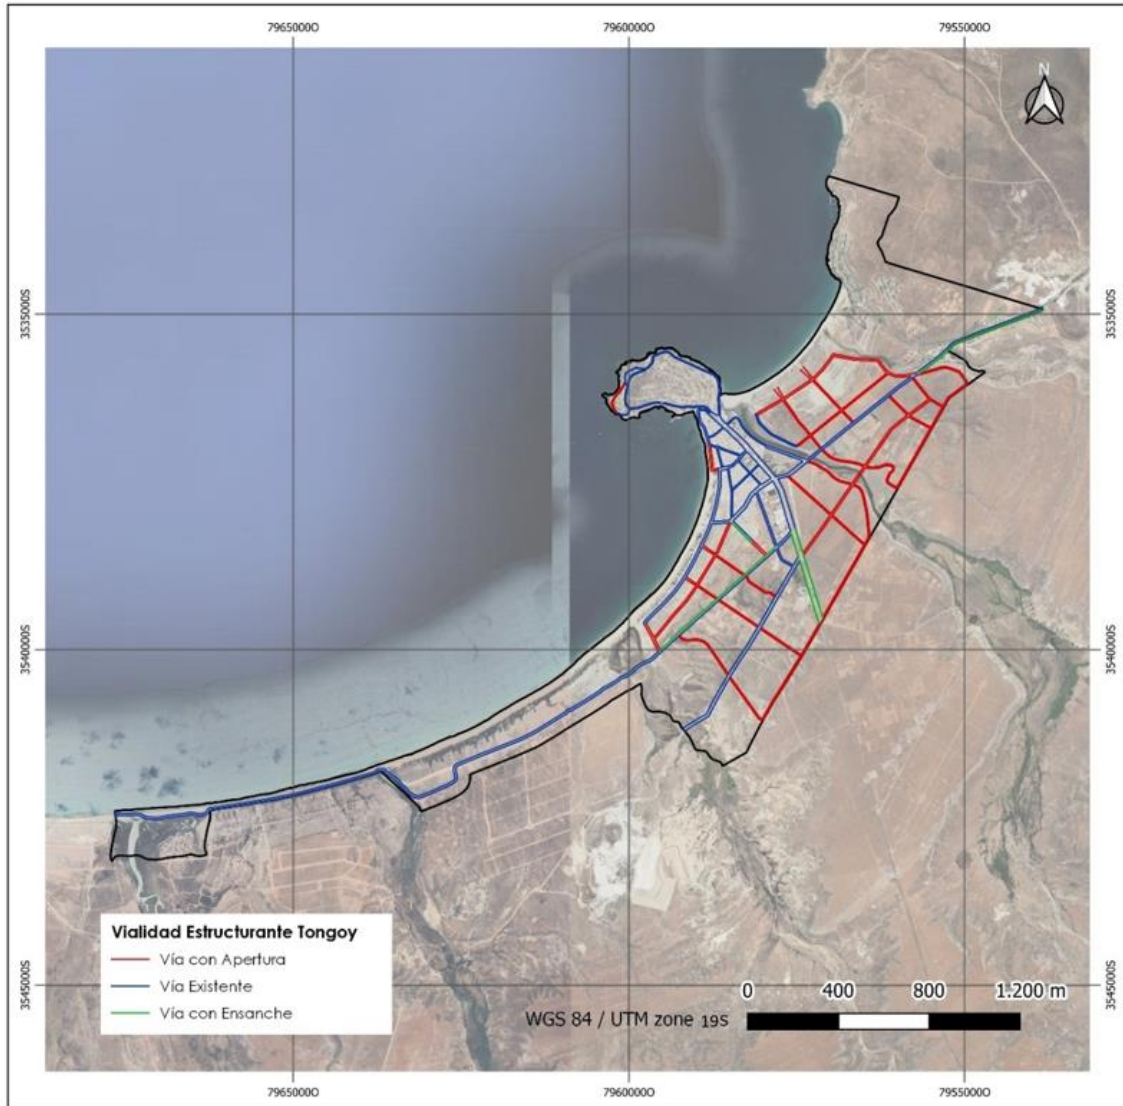 79650000 79600000 79550000
N
3535000S 3535000S
3540000S 3540000S
Vialidad Estructurante Tongoy
Vía con Apertura
Vía Existente
Vía con Ensanche
3545000S 3545000S
0 400 800 1.200 m
WGS 84 / UTM zone 19S
79650000 79600000 79550000